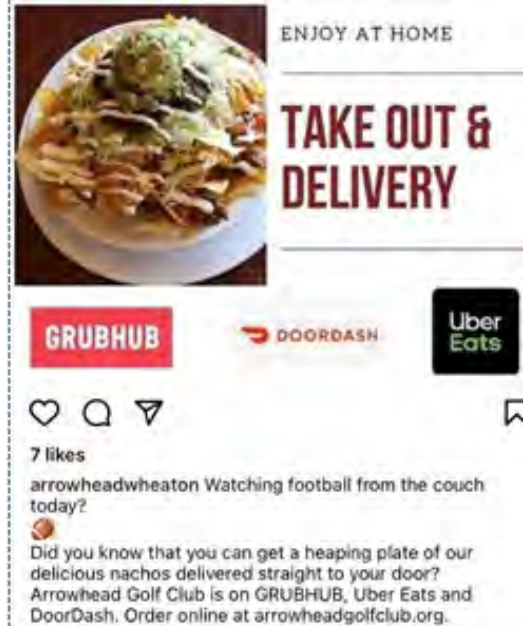 ENJOY AT HOME
TAKE OUT &
DELIVERY
GRUBHUB
DOORDASH
Uber
Eats
7 likes
arrowheadwheaton Watching football from the couch
today?
🏈
Did you know that you can get a heaping plate of our
delicious nachos delivered straight to your door?
Arrowhead Golf Club is on GRUBHUB, Uber Eats and
DoorDash. Order online at arrowheadgolfclub.org.